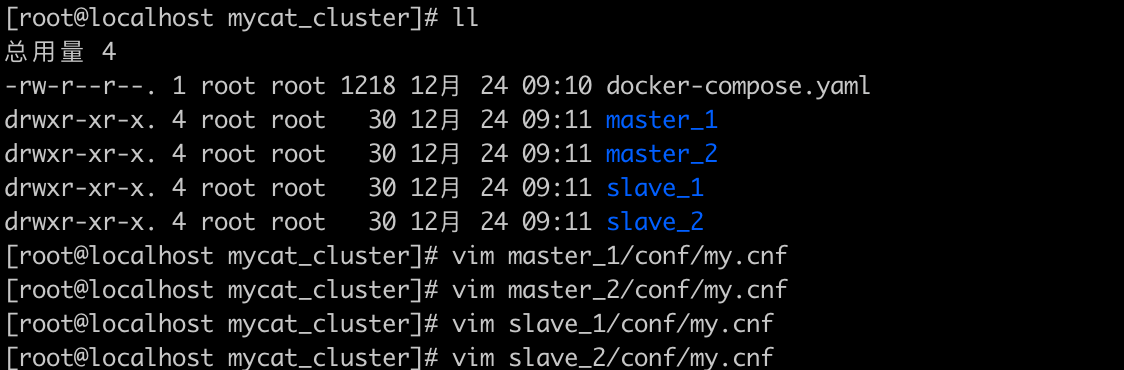 [root@localhost mycat_cluster]# ll
总用量 4
-rw-r--r--. 1 root root 1218 12月 24 09:10 docker-compose.yaml
drwxr-xr-x. 4 root root   30 12月 24 09:11 master_1
drwxr-xr-x. 4 root root   30 12月 24 09:11 master_2
drwxr-xr-x. 4 root root   30 12月 24 09:11 slave_1
drwxr-xr-x. 4 root root   30 12月 24 09:11 slave_2
[root@localhost mycat_cluster]# vim master_1/conf/my.cnf
[root@localhost mycat_cluster]# vim master_2/conf/my.cnf
[root@localhost mycat_cluster]# vim slave_1/conf/my.cnf
[root@localhost mycat_cluster]# vim slave_2/conf/my.cnf